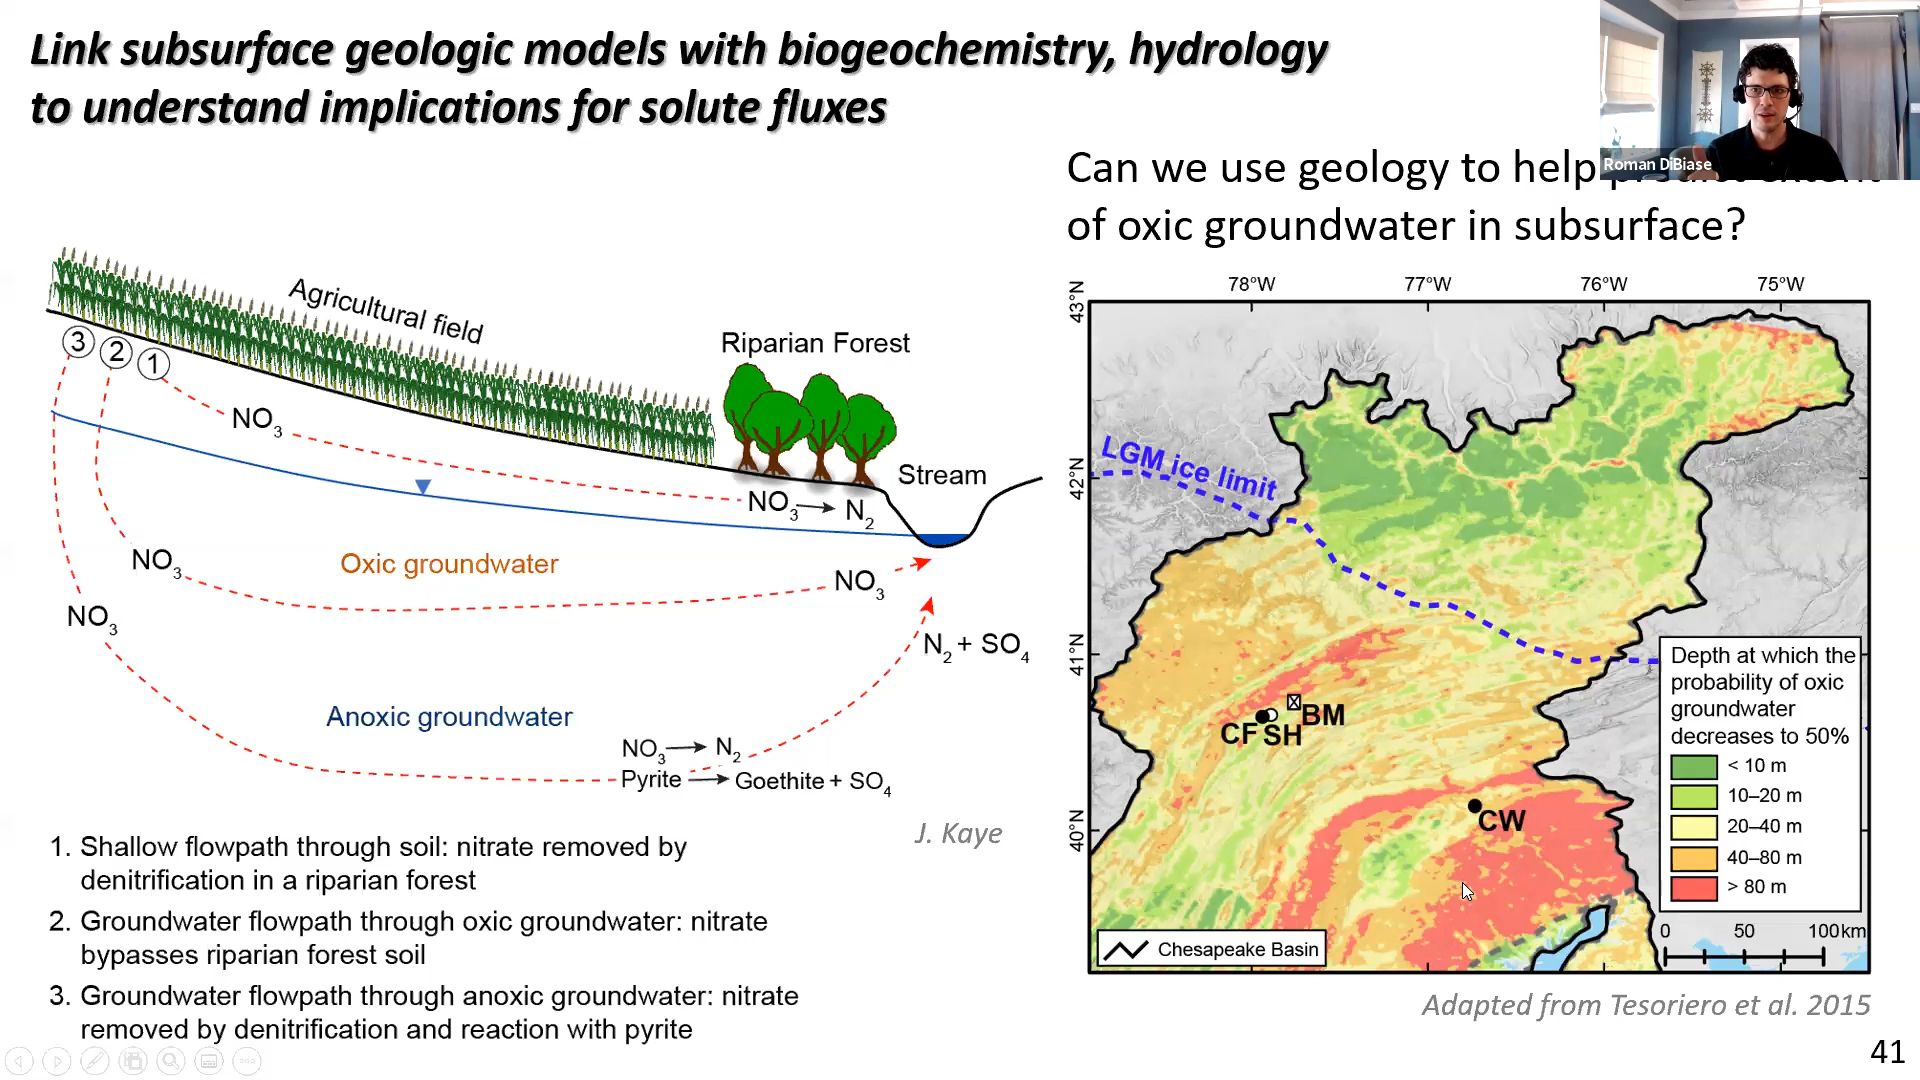 Link subsurface geologic models with biogeochemistry, hydrology
to understand implications for solute fluxes
Roman DiBiase
Can we use geology to help predict extent
of oxic groundwater in subsurface?
Agricultural field
Riparian Forest
Stream
3
2
1
NO3
NO3 → N2
Oxic groundwater
NO3
NO3
NO3
N2 + SO4
Anoxic groundwater
NO3 → N2
Pyrite → Goethite + SO4
J. Kaye
1. Shallow flowpath through soil: nitrate removed by
denitrification in a riparian forest
2. Groundwater flowpath through oxic groundwater: nitrate
bypasses riparian forest soil
3. Groundwater flowpath through anoxic groundwater: nitrate
removed by denitrification and reaction with pyrite
78°W 77°W 76°W 75°W
43°N
42°N
41°N
40°N
LGM ice limit
BM
CF SH
CW
Depth at which the
probability of oxic
groundwater
decreases to 50%
< 10 m
10–20 m
20–40 m
40–80 m
> 80 m
0 50 100 km
Chesapeake Basin
Adapted from Tesoriero et al. 2015
41